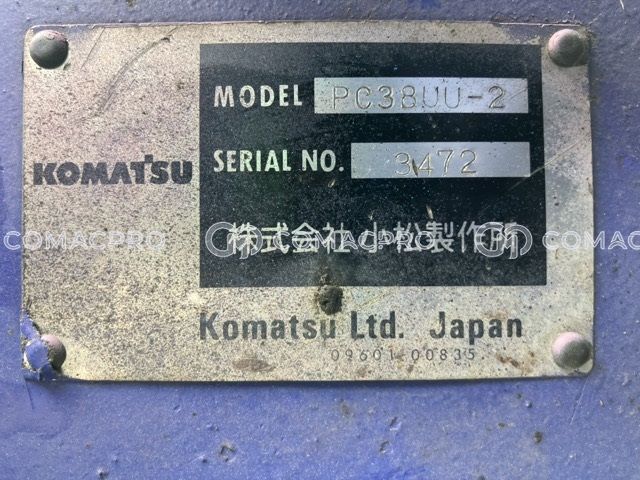 MODEL PC38UU-2
KOMATSU
SERIAL NO. 3472
株式会社 小松製作所
COMACPRO COMACPRO COMAC
Komatsu Ltd. Japan
09601-00835